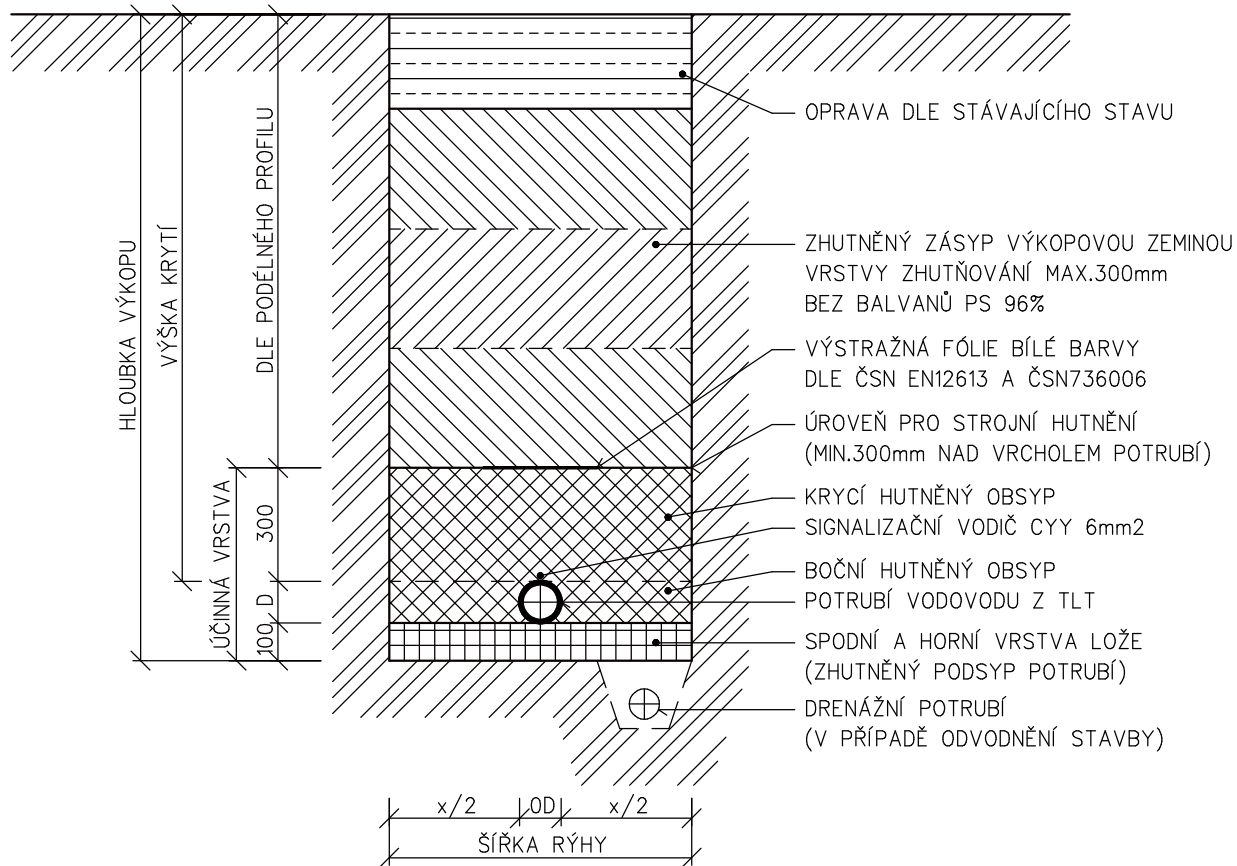 OPRAVA DLE STÁVAJÍCÍHO STAVU
ZHUTNĚNÝ ZÁSYP VÝKOPOVOU ZEMINOU
VRSTVY ZHUTŇOVÁNÍ MAX.300mm
BEZ BALVANŮ PS 96%
VÝSTRAŽNÁ FÓLIE BÍLÉ BARVY
DLE ČSN EN12613 A ČSN736006
ÚROVEŇ PRO STROJNÍ HUTNĚNÍ
(MIN.300mm NAD VRCHOLEM POTRUBÍ)
KRYCÍ HUTNĚNÝ OBSYP
SIGNALIZAČNÍ VODIČ CYY 6mm2
BOČNÍ HUTNĚNÝ OBSYP
POTRUBÍ VODOVODU Z TLT
SPODNÍ A HORNÍ VRSTVA LOŽE
(ZHUTNĚNÝ PODSYP POTRUBÍ)
DRENÁŽNÍ POTRUBÍ
(V PŘÍPADĚ ODVODNĚNÍ STAVBY)
HLOUBKA VÝKOPU
VÝŠKA KRYTÍ
DLE PODÉLNÉHO PROFILU
ÚČINNÁ VRSTVA
300
D
100
x/2
OD
x/2
ŠÍŘKA RÝHY